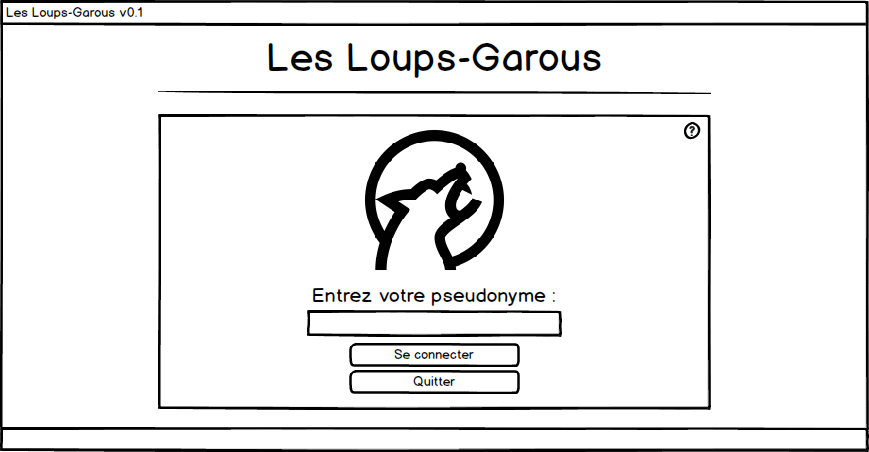 Les Loups-Garous v0.1
Les Loups-Garous
?
Entrez votre pseudonyme :
Se connecter
Quitter